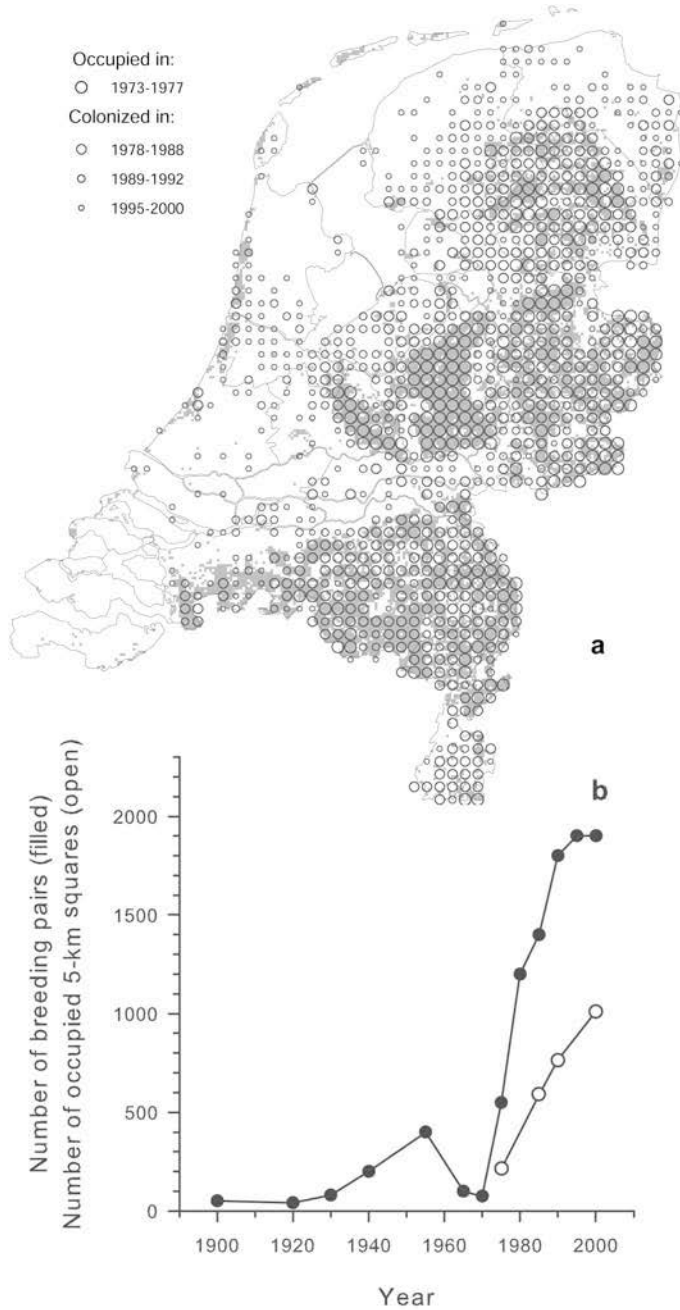 Occupied in:
1973-1977
Colonized in:
1978-1988
1989-1992
1995-2000
a
b
Number of breeding pairs (filled)
Number of occupied 5-km squares (open)
2000
1500
1000
500
0
1900 1920 1940 1960 1980 2000
Year